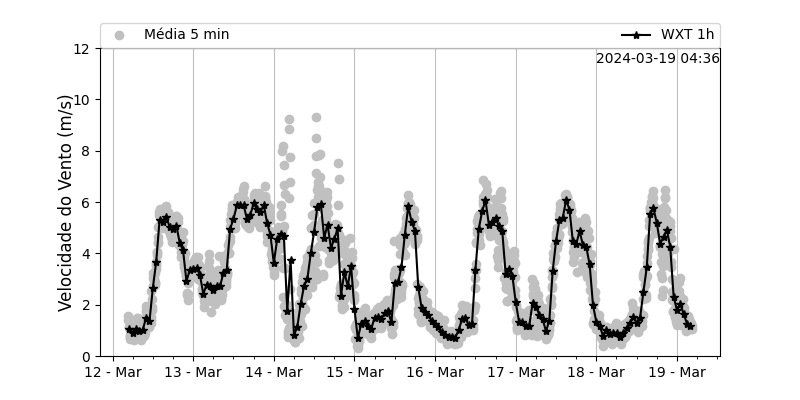 Média 5 min
WXT 1h
2024-03-19 04:36
Velocidade do Vento (m/s)
12
10
8
6
4
2
0
12 - Mar
13 - Mar
14 - Mar
15 - Mar
16 - Mar
17 - Mar
18 - Mar
19 - Mar